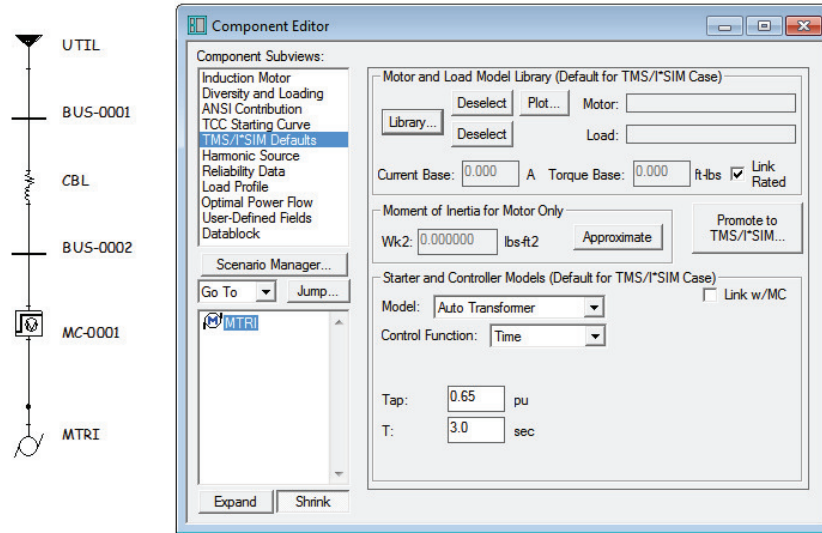 UTIL
BUS-0001
CBL
BUS-0002
MC-0001
MTRI
Component Editor
Component Subviews:
Induction Motor
Diversity and Loading
ANSI Contribution
TCC Starting Curve
TMS/I*SIM Defaults
Harmonic Source
Reliability Data
Load Profile
Optimal Power Flow
User-Defined Fields
Datablock
Scenario Manager...
Go To Jump...
MTRI
Expand Shrink
Motor and Load Model Library (Default for TMS/I*SIM Case)
Library... Deselect Plot... Motor:
Deselect Load:
Current Base: 0.000 A Torque Base: 0.000 ft-lbs Link Rated
Moment of Inertia for Motor Only
Wk2: 0.000000 lbs-ft2 Approximate
Promote to
TMS/I*SIM...
Starter and Controller Models (Default for TMS/I*SIM Case)
Model: Auto Transformer Link w/MC
Control Function: Time
Tap: 0.65 pu
T: 3.0 sec